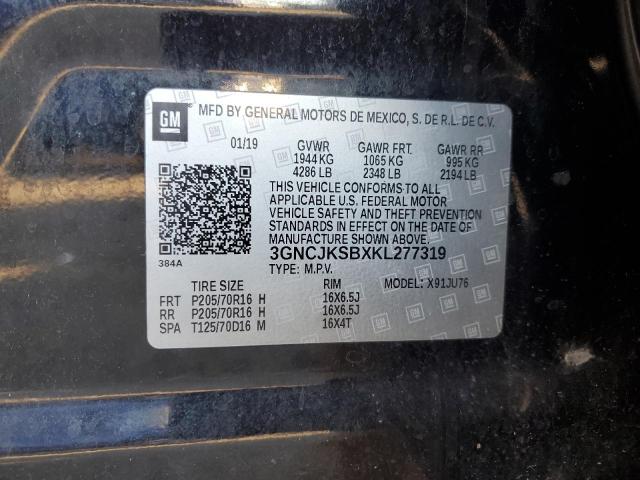 GM
MFD BY GENERAL MOTORS DE MEXICO, S. DE R.L. DE C.V.
01/19 GVWR GAWR FRT. GAWR RR
1944 KG 1065 KG 995 KG
4286 LB 2348 LB 2194 LB
THIS VEHICLE CONFORMS TO ALL
APPLICABLE U.S. FEDERAL MOTOR
VEHICLE SAFETY AND THEFT PREVENTION
STANDARDS IN EFFECT ON THE DATE OF
MANUFACTURE SHOWN ABOVE.
384A
3GNCJKSBXKL277319
TYPE: M.P.V. MODEL: X91JU76
TIRE SIZE RIM
FRT P205/70R16 H 16X6.5J
RR P205/70R16 H 16X6.5J
SPA T125/70D16 M 16X4T